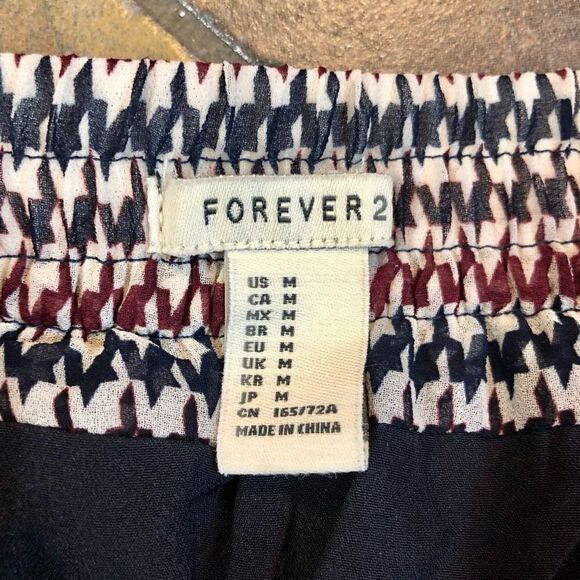 FOREVER 2
US M
CA M
MX M
BR M
EU M
UK M
KR M
JP M
CN 165/72A
MADE IN CHINA